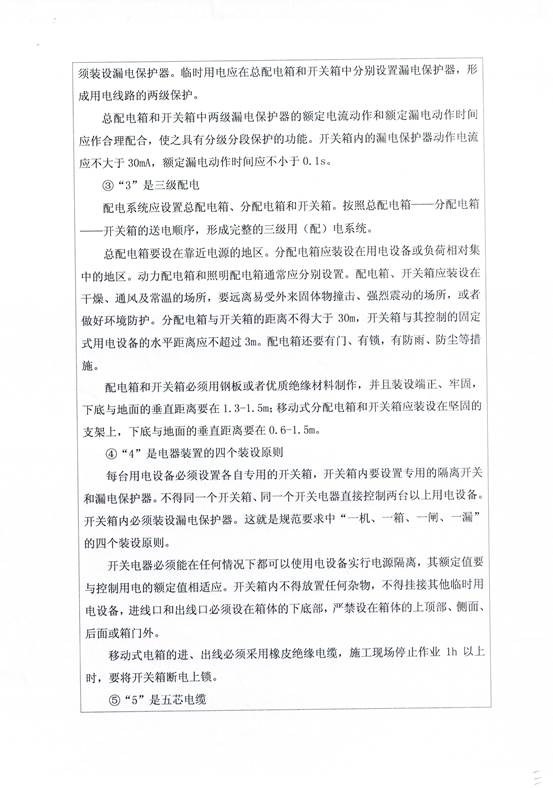 须装设漏电保护器。临时用电应在总配电箱和开关箱中分别设置漏电保护器，形
成用电线路的两级保护。
总配电箱和开关箱中两级漏电保护器的额定电流动作和额定漏电动作时间
应作合理配合，使之具有分级分段保护的功能。开关箱内的漏电保护器动作电流
应不大于30mA，额定漏电动作时间应不小于0.1s。
③“3”是三级配电
配电系统应设置总配电箱、分配电箱和开关箱。按照总配电箱——分配电箱
——开关箱的送电顺序，形成完整的三级用（配）电系统。
总配电箱要设在靠近电源的地区。分配电箱应装设在用电设备或负荷相对集
中的地区。动力配电箱和照明配电箱通常应分别设置。配电箱、开关箱应装设在
干燥、通风及常温的场所，要远离易受外来固体物撞击、强烈震动的场所，或者
做好环境防护。分配电箱与开关箱的距离不得大于30m，开关箱与其控制的固定
式用电设备的水平距离应不超过3m。配电箱还要有门、有锁，有防雨、防尘等措
施。
配电箱和开关箱必须用钢板或者优质绝缘材料制作，并且装设端正、牢固，
下底与地面的垂直距离要在1.3-1.5m；移动式分配电箱和开关箱应装设在坚固的
支架上，下底与地面的垂直距离要在0.6-1.5m。
④“4”是电器装置的四个装设原则
每台用电设备必须设置各自专用的开关箱，开关箱内要设置专用的隔离开关
和漏电保护器。不得同一个开关箱、同一个开关电器直接控制两台以上用电设备。
开关箱内必须装设漏电保护器。这就是规范要求中“一机、一箱、一闸、一漏”
的四个装设原则。
开关电器必须能在任何情况下都可以使用电设备实行电源隔离，其额定值要
与控制用电的额定值相适应。开关箱内不得放置任何杂物，不得挂接其他临时用
电设备，进线口和出线口必须设在箱体的下底部，严禁设在箱体的上顶部、侧面、
后面或箱门外。
移动式电箱的进、出线必须采用橡皮绝缘电缆，施工现场停止作业 1h 以上
时，要将开关箱断电上锁。
⑤“5”是五芯电缆